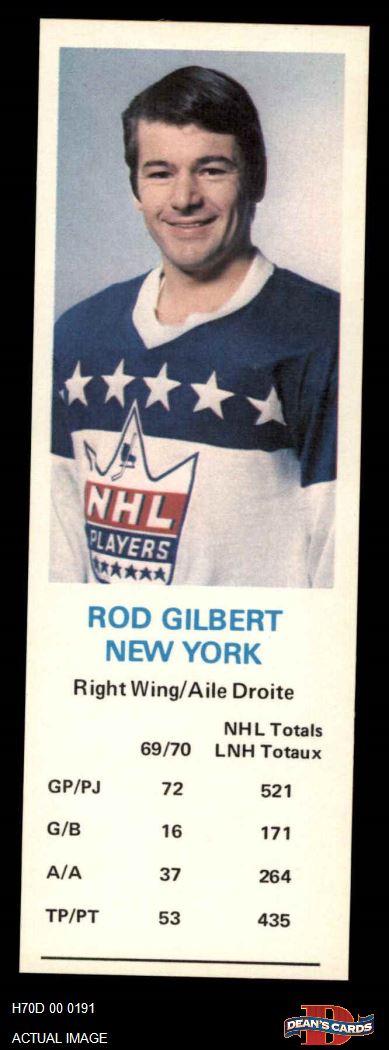 NHL
PLAYERS
ROD GILBERT
NEW YORK
Right Wing/Aile Droite
NHL Totals
69/70 LNH Totaux
GP/PJ 72 521
G/B 16 171
A/A 37 264
TP/PT 53 435
H70D 00 0191
ACTUAL IMAGE
D
DEAN'S CARDS